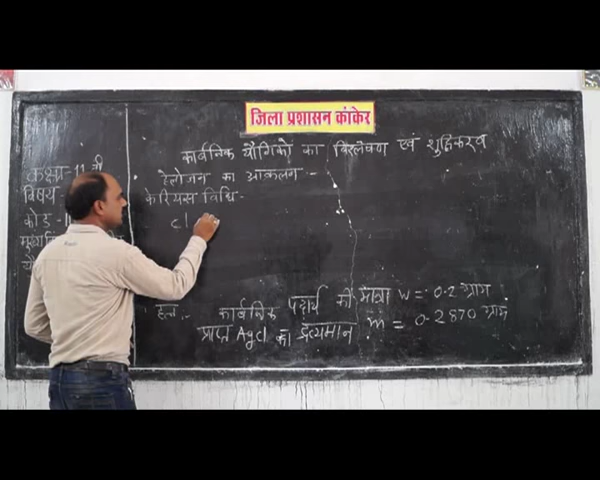 जिला प्रशासन कांकेर
कार्बनिक यौगिको का विश्लेषण एवं शुद्धिकरण
हेलोजन का आकलन :-
केरियस विधि -
cl
हल :- कार्बनिक पदार्थ की मात्रा w = 0.2 ग्राम
प्राप्त Agcl का द्रव्यमान m = 0.2870 ग्राम
कक्षा - 11 वी
विषय
कोड -